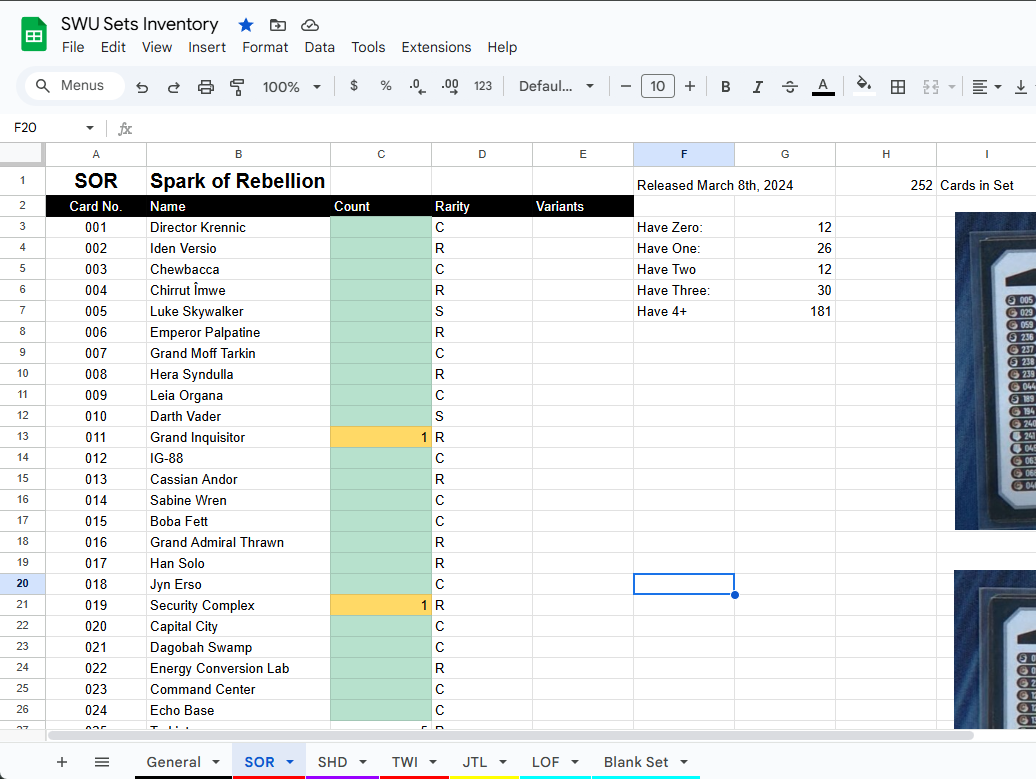 SWU Sets Inventory
File Edit View Insert Format Data Tools Extensions Help
Menus 100% $ % .0 .00 123 Defaul... 10 B I A
F20 fx
A B C D E F G H I
1 SOR Spark of Rebellion Released March 8th, 2024 252 Cards in Set
2 Card No. Name Count Rarity Variants
3 001 Director Krennic C Have Zero: 12
4 002 Iden Versio R Have One: 26
5 003 Chewbacca C Have Two 12
6 004 Chirrut Îmwe R Have Three: 30
7 005 Luke Skywalker S Have 4+ 181
8 006 Emperor Palpatine R
9 007 Grand Moff Tarkin C
10 008 Hera Syndulla R
11 009 Leia Organa C
12 010 Darth Vader S
13 011 Grand Inquisitor 1 R
14 012 IG-88 C
15 013 Cassian Andor R
16 014 Sabine Wren C
17 015 Boba Fett C
18 016 Grand Admiral Thrawn R
19 017 Han Solo R
20 018 Jyn Erso C
21 019 Security Complex 1 R
22 020 Capital City C
23 021 Dagobah Swamp C
24 022 Energy Conversion Lab R
25 023 Command Center C
26 024 Echo Base C
005
029
059
236
237
238
239
044
189
194
240
241
General SOR SHD TWI JTL LOF Blank Set